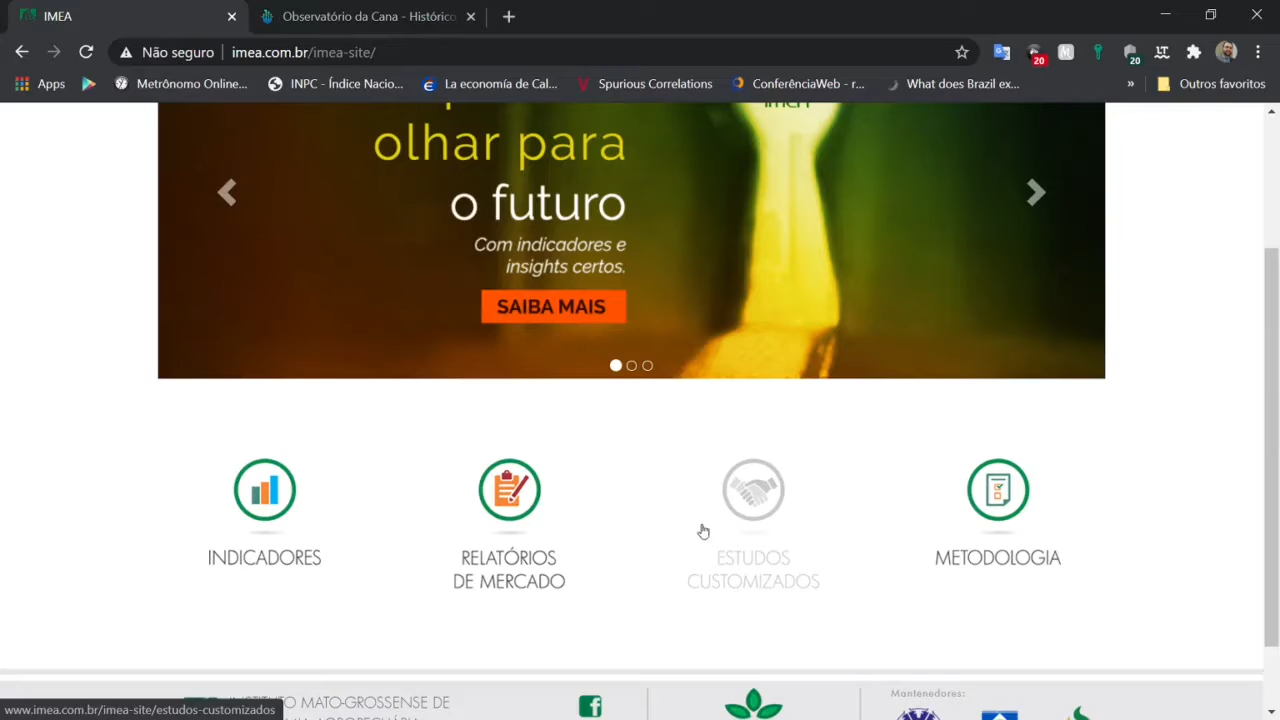 IMEA
Observatório da Cana - Histórico
Não seguro
imea.com.br/imea-site/
20
20
Apps
Metrônomo Online...
INPC - Índice Nacio...
La economía de Cal...
Spurious Correlations
ConferênciaWeb - r...
What does Brazil ex...
»
Outros favoritos
olhar para
o futuro
Com indicadores e
insights certos.
SAIBA MAIS
INDICADORES
RELATÓRIOS
DE MERCADO
ESTUDOS
CUSTOMIZADOS
METODOLOGIA
INSTITUTO MATO-GROSSENSE DE
Mantenedores:
www.imea.com.br/imea-site/estudos-customizados